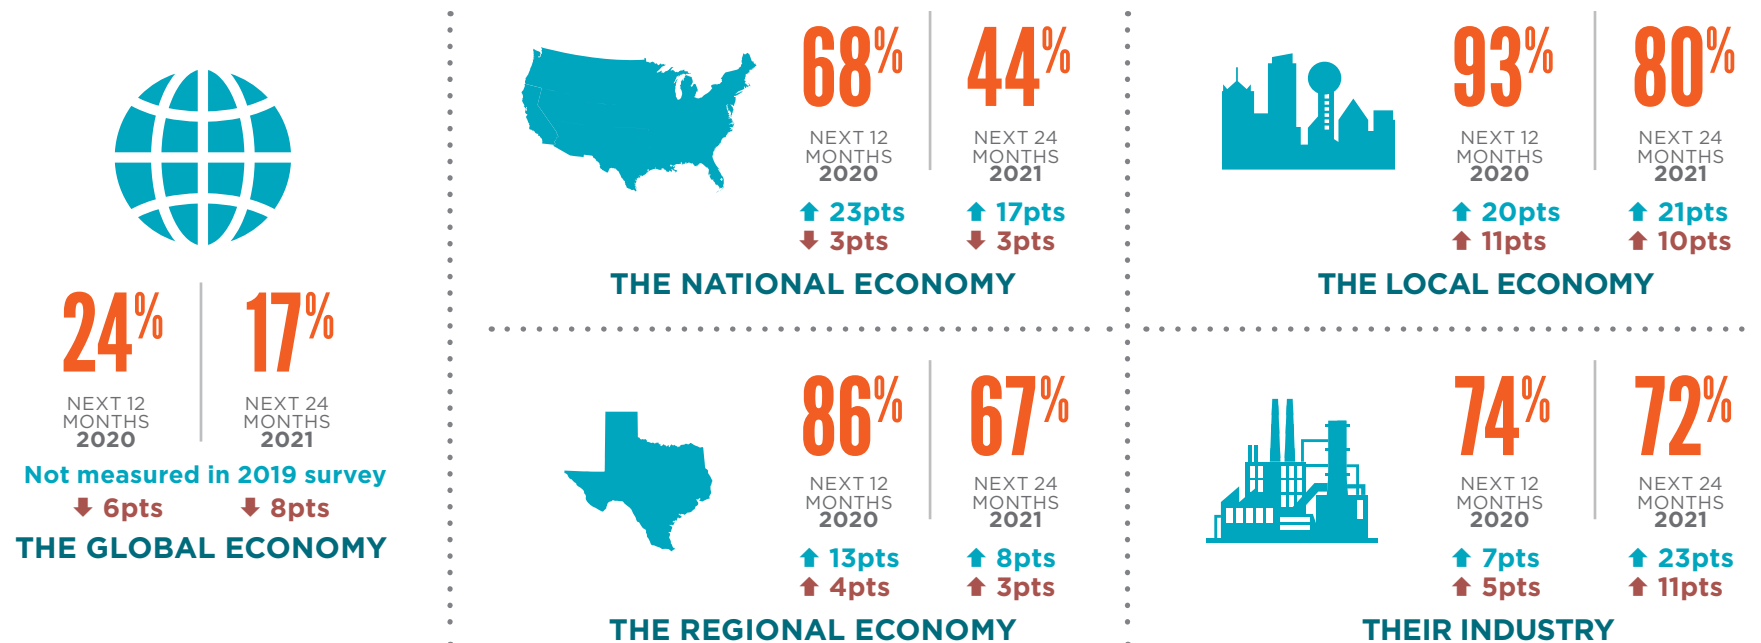 24% 17%
NEXT 12 NEXT 24
MONTHS MONTHS
2020 2021
Not measured in 2019 survey
6pts 8pts
THE GLOBAL ECONOMY
68% 44%
NEXT 12 NEXT 24
MONTHS MONTHS
2020 2021
23pts 17pts
3pts 3pts
THE NATIONAL ECONOMY
93% 80%
NEXT 12 NEXT 24
MONTHS MONTHS
2020 2021
20pts 21pts
11pts 10pts
THE LOCAL ECONOMY
86% 67%
NEXT 12 NEXT 24
MONTHS MONTHS
2020 2021
13pts 8pts
4pts 3pts
THE REGIONAL ECONOMY
74% 72%
NEXT 12 NEXT 24
MONTHS MONTHS
2020 2021
7pts 23pts
5pts 11pts
THEIR INDUSTRY